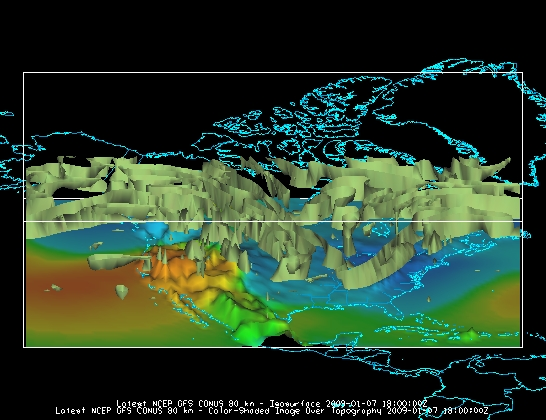 Latest NCEP GFS CONUS 80 km - Isosurface 2009-01-07 18:00:00Z
Latest NCEP GFS CONUS 80 km - Color-Shaded Image Over Topography 2009-01-07 18:00:00Z